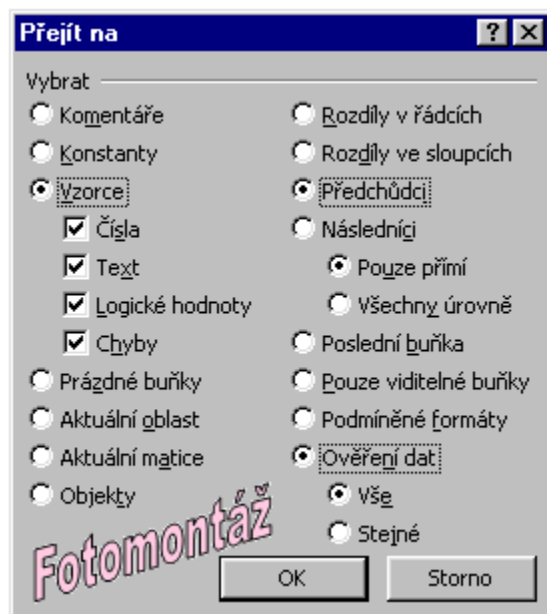 Přejít na
Vybrat
Komentáře
Konstanty
Vzorce
Čísla
Text
Logické hodnoty
Chyby
Prázdné buňky
Aktuální oblast
Aktuální matice
Objekty
Rozdíly v řádcích
Rozdíly ve sloupcích
Předchůdci
Následníci
Pouze přímí
Všechny úrovně
Poslední buňka
Pouze viditelné buňky
Podmíněné formáty
Ověření dat
Vše
Stejné
Fotomontáž
OK
Storno